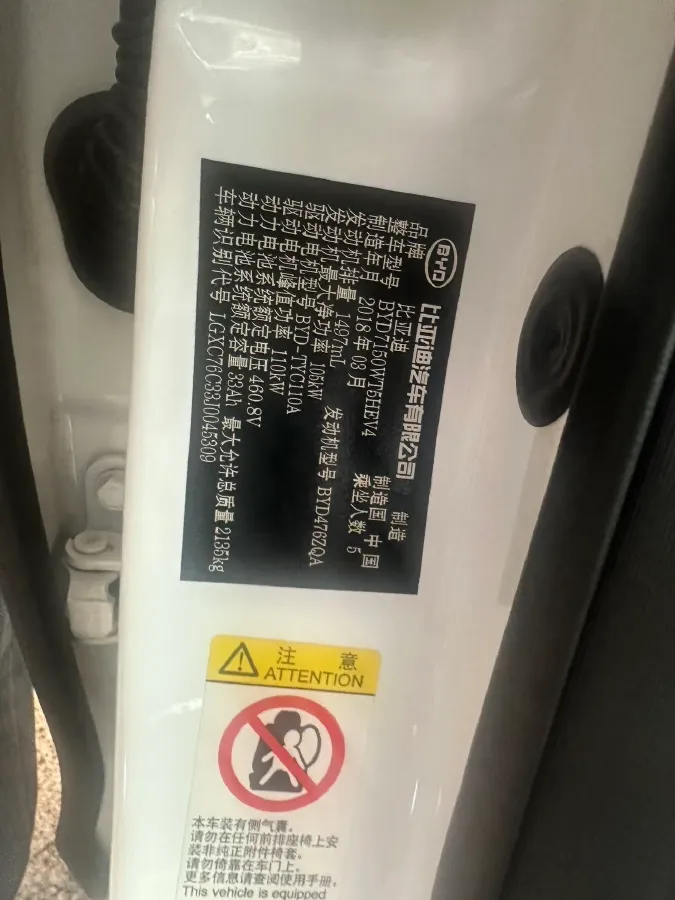 BYD 比亚迪汽车有限公司 制造
品牌 比亚迪 制造国 中国
整车型号 BYD7150WT5HEV4 乘坐人数 5
制造年月 2018年03月
发动机排量 1497mL 发动机型号 BYD476ZQA
发动机最大净功率 105kW
驱动电机型号 BYD-TYC110A
驱动电机峰值功率 110kW
动力电池系统额定电压 460.8V
动力电池系统额定容量 33Ah 最大允许总质量 2135kg
车辆识别代号 LGXC76C33J0045309
注 意
ATTENTION
本车装有侧气囊。
请勿在任何前排座椅上安
装非纯正附件椅套。
请勿倚靠在车门上。
更多信息请查阅使用手册。
This vehicle is equipped